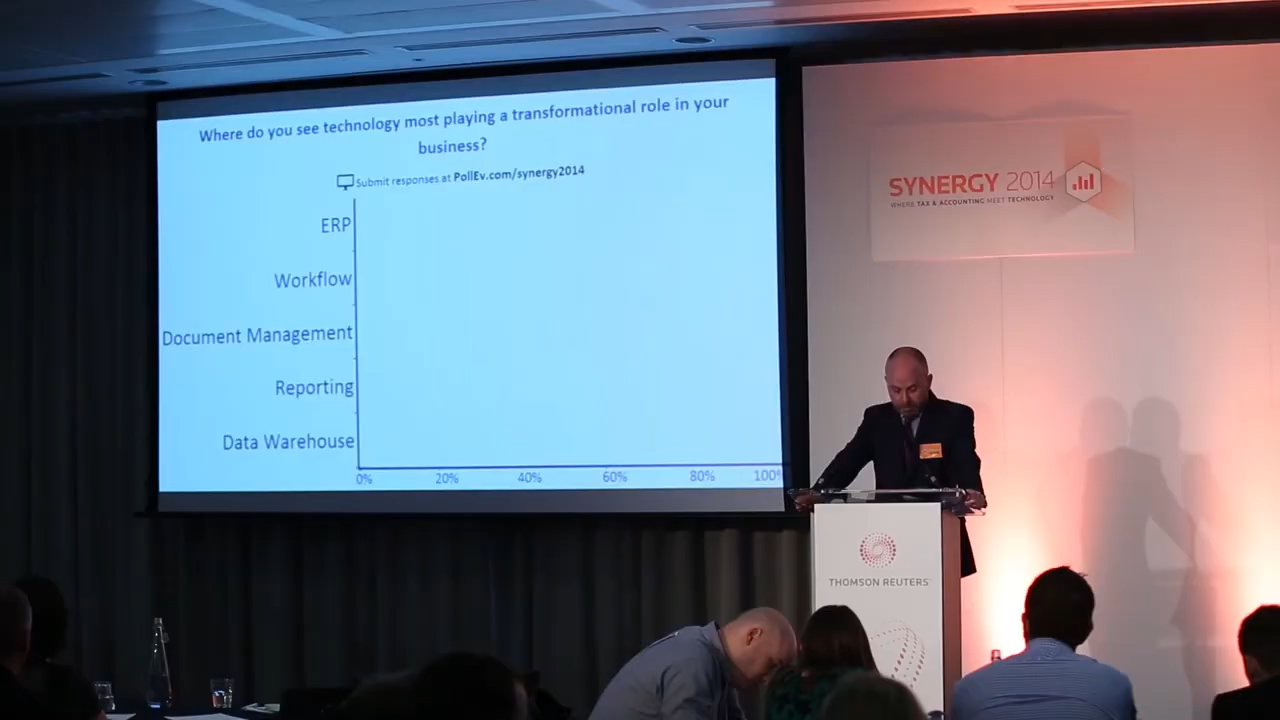 Where do you see technology most playing a transformational role in your
business?
Submit responses at PollEv.com/synergy2014
ERP
Workflow
Document Management
Reporting
Data Warehouse
0% 20% 40% 60% 80% 100%
SYNERGY 2014
WHERE TAX & ACCOUNTING MEET TECHNOLOGY
THOMSON REUTERS